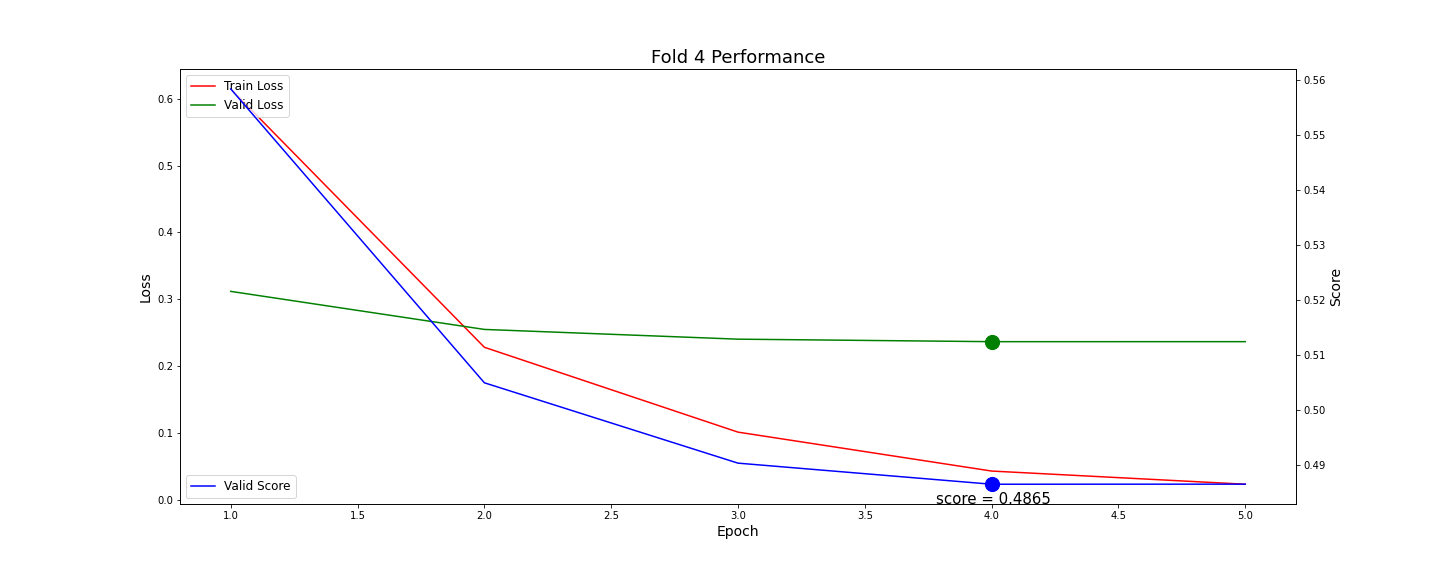 Fold 4 Performance
Train Loss
Valid Loss
Valid Score
score = 0.4865
Loss
0.6
0.5
0.4
0.3
0.2
0.1
0.0
Score
0.56
0.55
0.54
0.53
0.52
0.51
0.50
0.49
1.0 1.5 2.0 2.5 3.0 3.5 4.0 4.5 5.0
Epoch